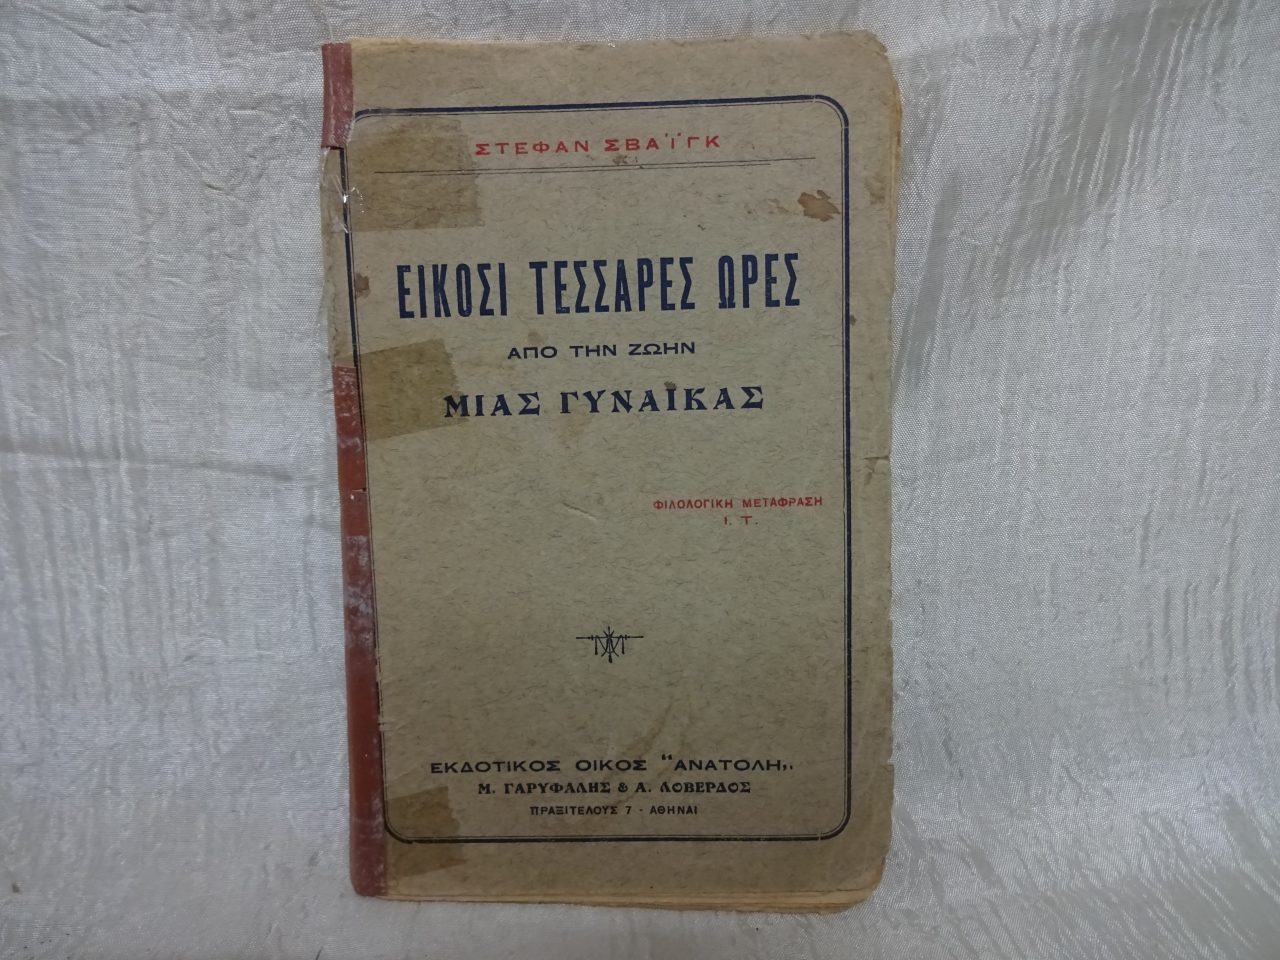 ΣΤΕΦΑΝ ΣΒΑΪΓΚ
ΕΙΚΟΣΙ ΤΕΣΣΑΡΕΣ ΩΡΕΣ
ΑΠΟ ΤΗΝ ΖΩΗΝ
ΜΙΑΣ ΓΥΝΑΙΚΑΣ
ΦΙΛΟΛΟΓΙΚΗ ΜΕΤΑΦΡΑΣΗ
Ι. Τ.
ΕΚΔΟΤΙΚΟΣ ΟΙΚΟΣ “ΑΝΑΤΟΛΗ„.
Μ. ΓΑΡΥΦΑΛΗΣ & Α. ΛΟΒΕΡΔΟΣ
ΠΡΑΞΙΤΕΛΟΥΣ 7 - ΑΘΗΝΑΙ